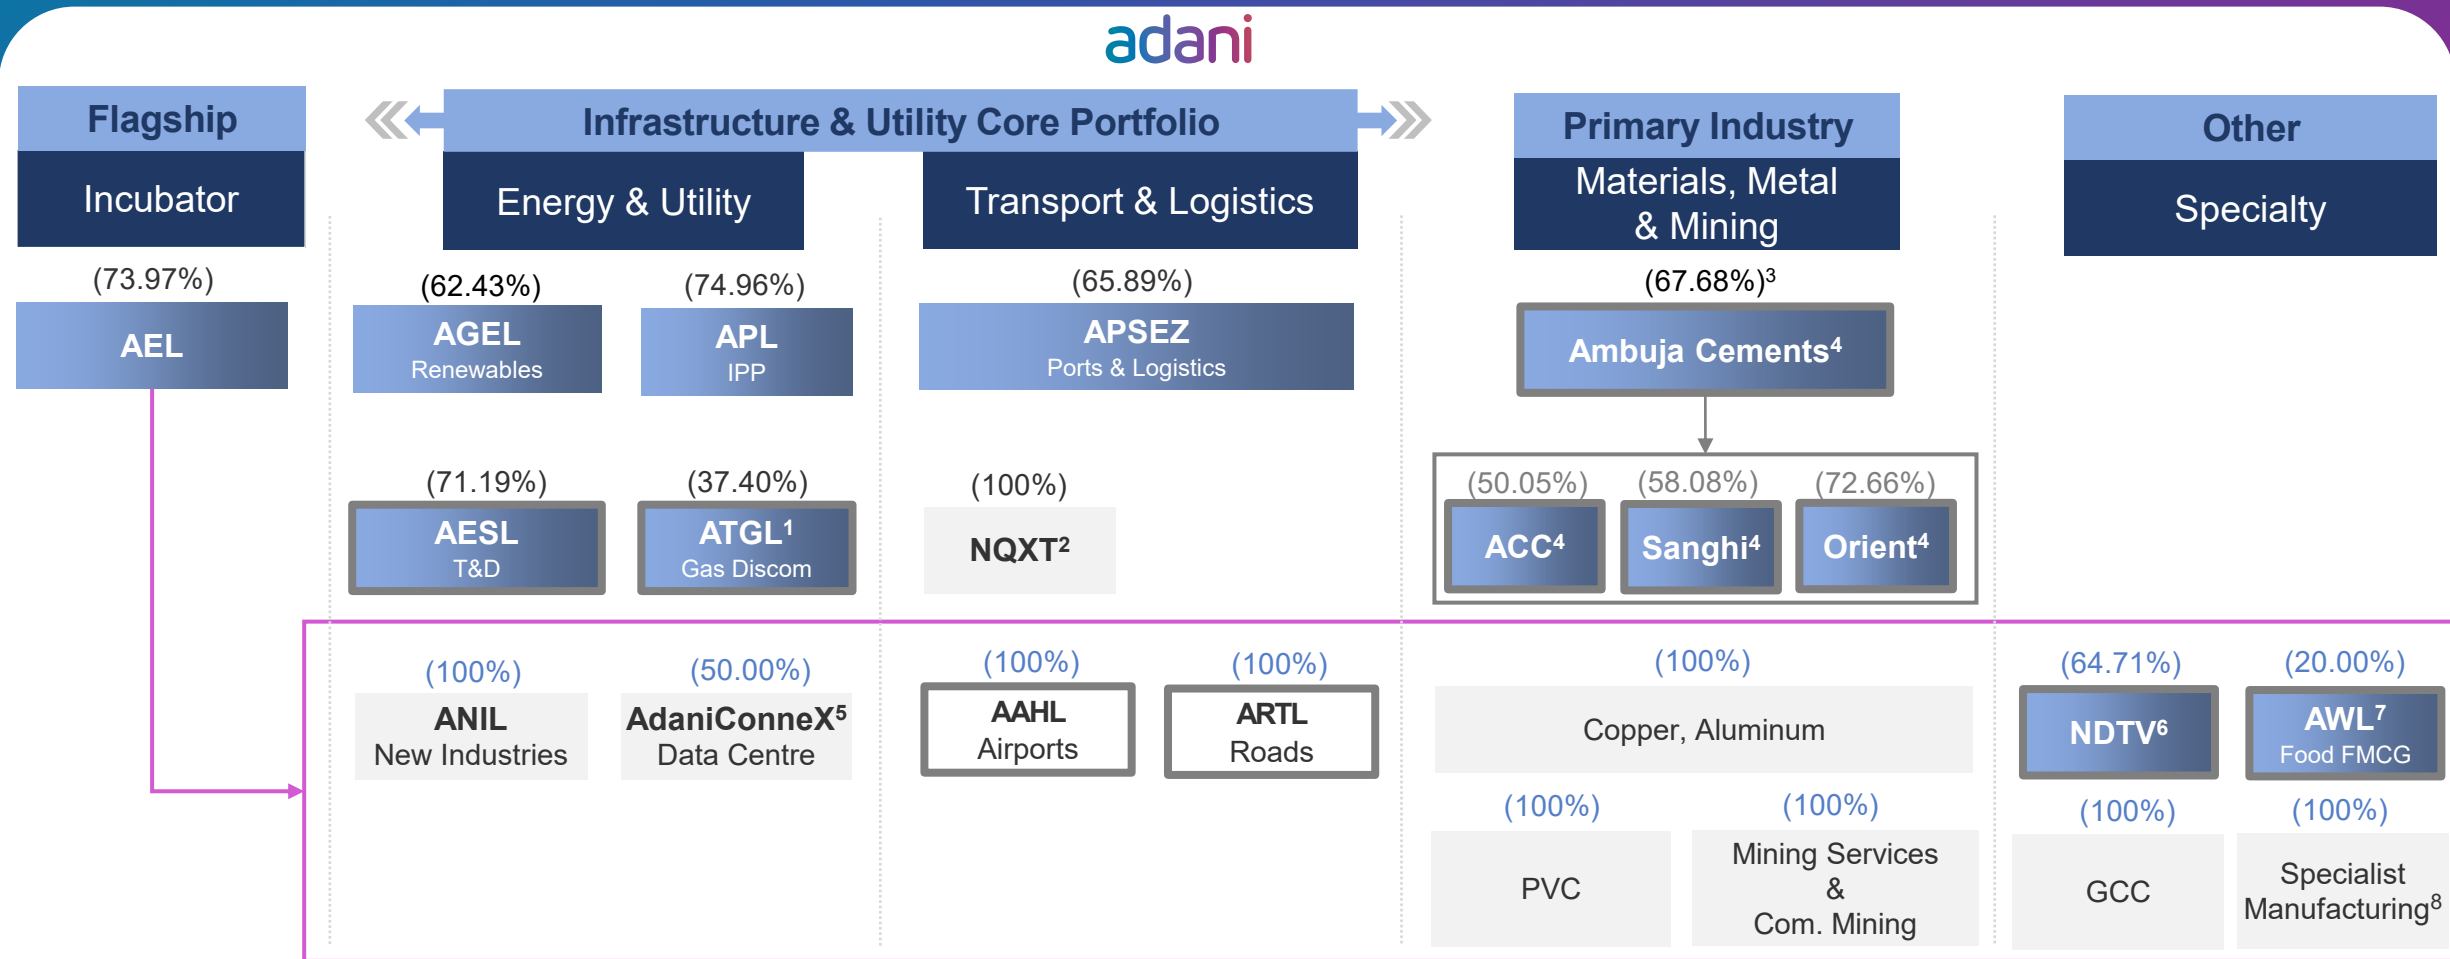 adani
Flagship
Incubator
(73.97%)
AEL
Infrastructure & Utility Core Portfolio
Energy & Utility
Transport & Logistics
(62.43%)
AGEL
Renewables
(74.96%)
APL
IPP
(65.89%)
APSEZ
Ports & Logistics
(71.19%)
AESL
T&D
(37.40%)
ATGL¹
Gas Discom
(100%)
NQXT²
Primary Industry
Materials, Metal
& Mining
(67.68%)³
Ambuja Cements⁴
(50.05%)
ACC⁴
(58.08%)
Sanghi⁴
(72.66%)
Orient⁴
Other
Specialty
(100%)
ANIL
New Industries
(50.00%)
AdaniConneX⁵
Data Centre
(100%)
AAHL
Airports
(100%)
ARTL
Roads
(100%)
Copper, Aluminum
(100%)
PVC
(100%)
Mining Services
&
Com. Mining
(64.71%)
NDTV⁶
(20.00%)
AWL⁷
Food FMCG
(100%)
GCC
(100%)
Specialist
Manufacturing⁸